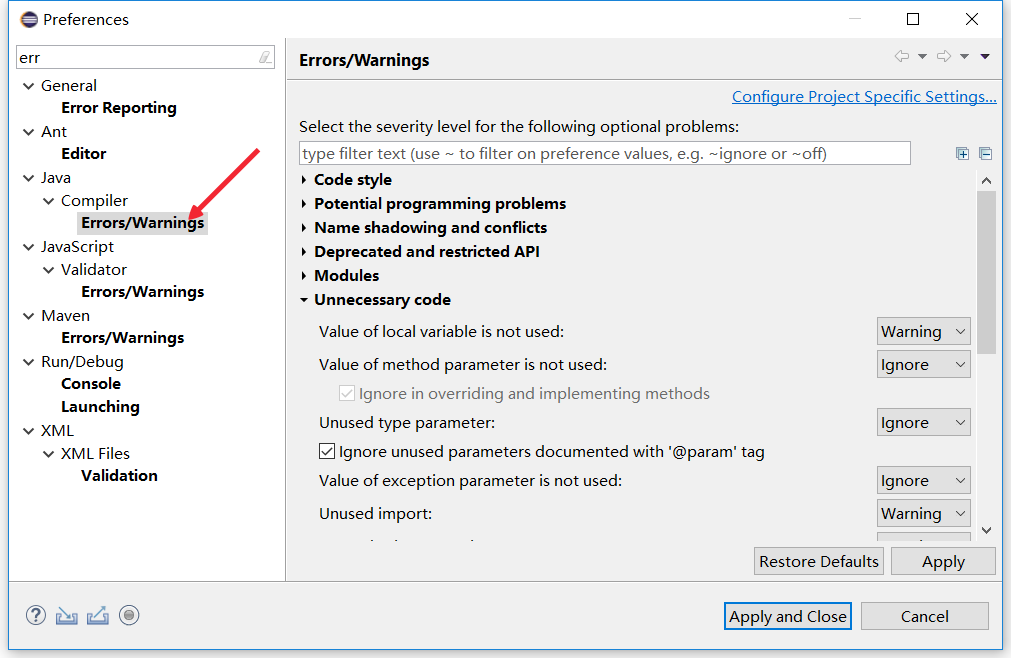 Preferences
err
General
Error Reporting
Ant
Editor
Java
Compiler
Errors/Warnings
JavaScript
Validator
Errors/Warnings
Maven
Errors/Warnings
Run/Debug
Console
Launching
XML
XML Files
Validation
Errors/Warnings
Configure Project Specific Settings...
Select the severity level for the following optional problems:
type filter text (use ~ to filter on preference values, e.g. ~ignore or ~off)
Code style
Potential programming problems
Name shadowing and conflicts
Deprecated and restricted API
Modules
Unnecessary code
Value of local variable is not used: Warning
Value of method parameter is not used: Ignore
Ignore in overriding and implementing methods
Unused type parameter: Ignore
Ignore unused parameters documented with '@param' tag
Value of exception parameter is not used: Ignore
Unused import: Warning
Restore Defaults Apply
? Apply and Close Cancel